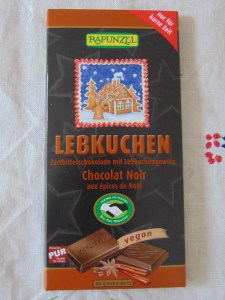 RAPUNZEL
nur für
kurze Zeit
LEBKUCHEN
Zartbitterschokolade mit Lebkuchengewürz
Chocolat Noir
aux épices de Noël
vegan
PUR